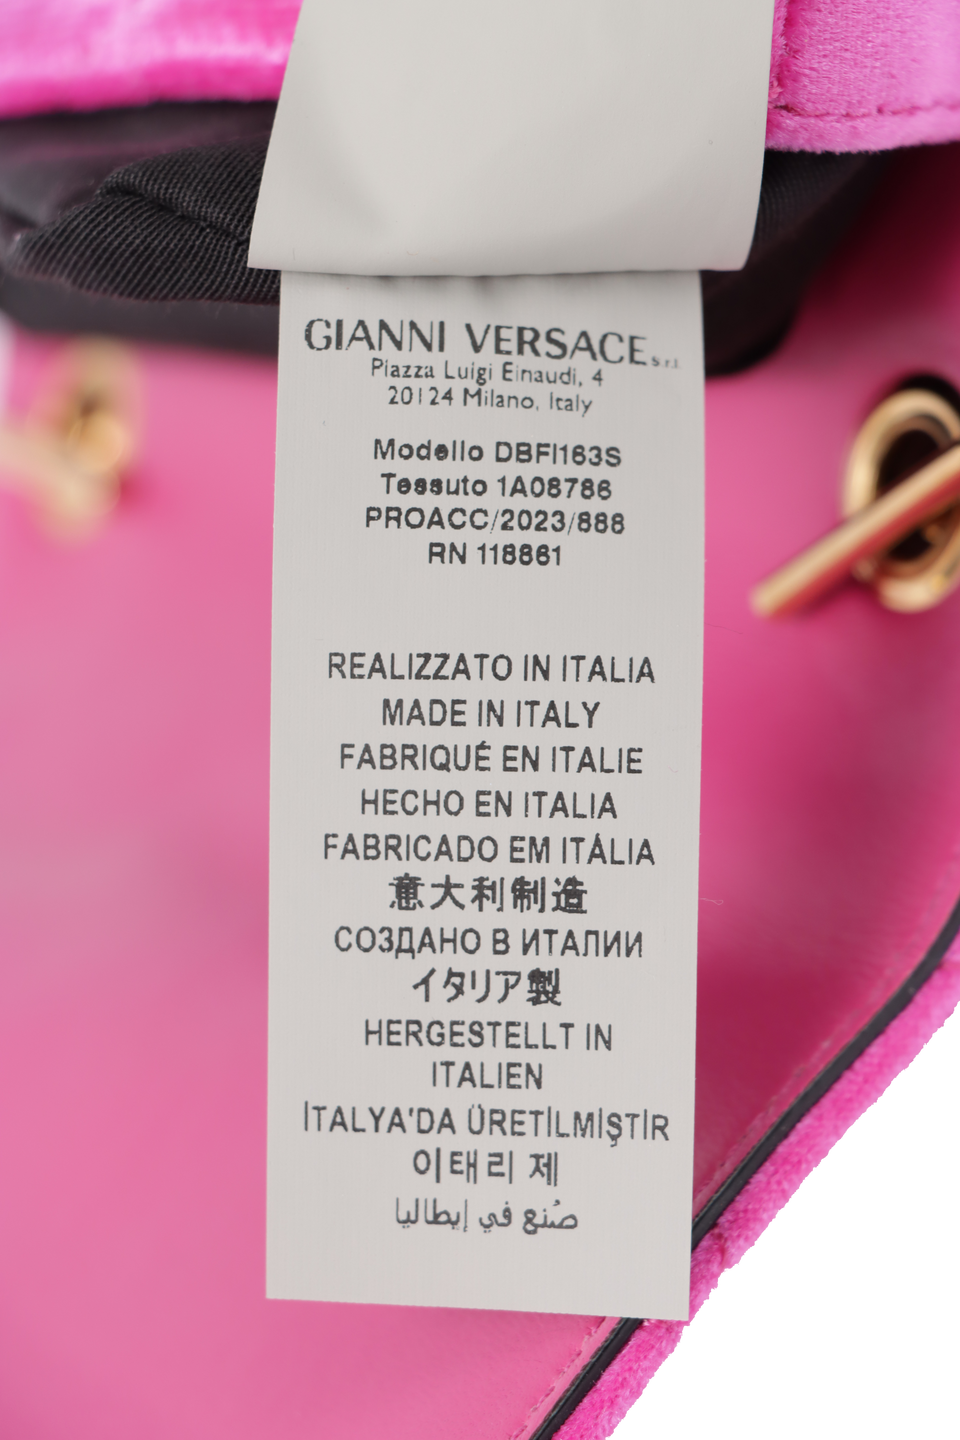 GIANNI VERSACE s.r.l.
Piazza Luigi Einaudi, 4
20124 Milano, Italy
Modello DBFI163S
Tessuto 1A08786
PROACC/2023/888
RN 118861
REALIZZATO IN ITALIA
MADE IN ITALY
FABRIQUÉ EN ITALIE
HECHO EN ITALIA
FABRICADO EM ITÁLIA
意大利制造
СОЗДАНО В ИТАЛИИ
イタリア製
HERGESTELLT IN
ITALIEN
İTALYA'DA ÜRETİLMİŞTİR
이태리 제
صُنع في إيطاليا